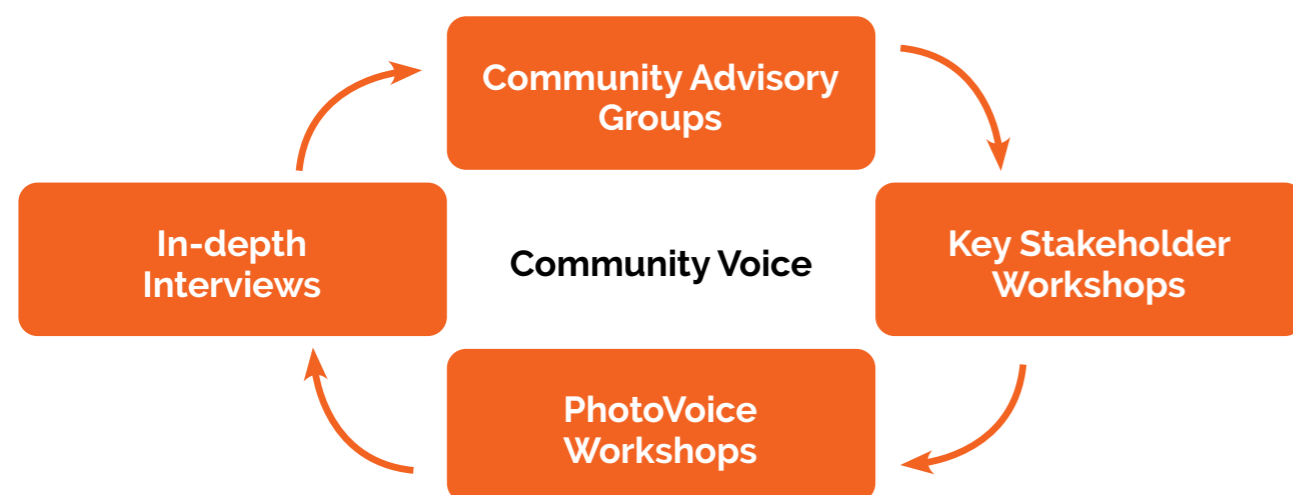 Community Advisory
Groups
In-depth
Interviews
Community Voice
Key Stakeholder
Workshops
PhotoVoice
Workshops